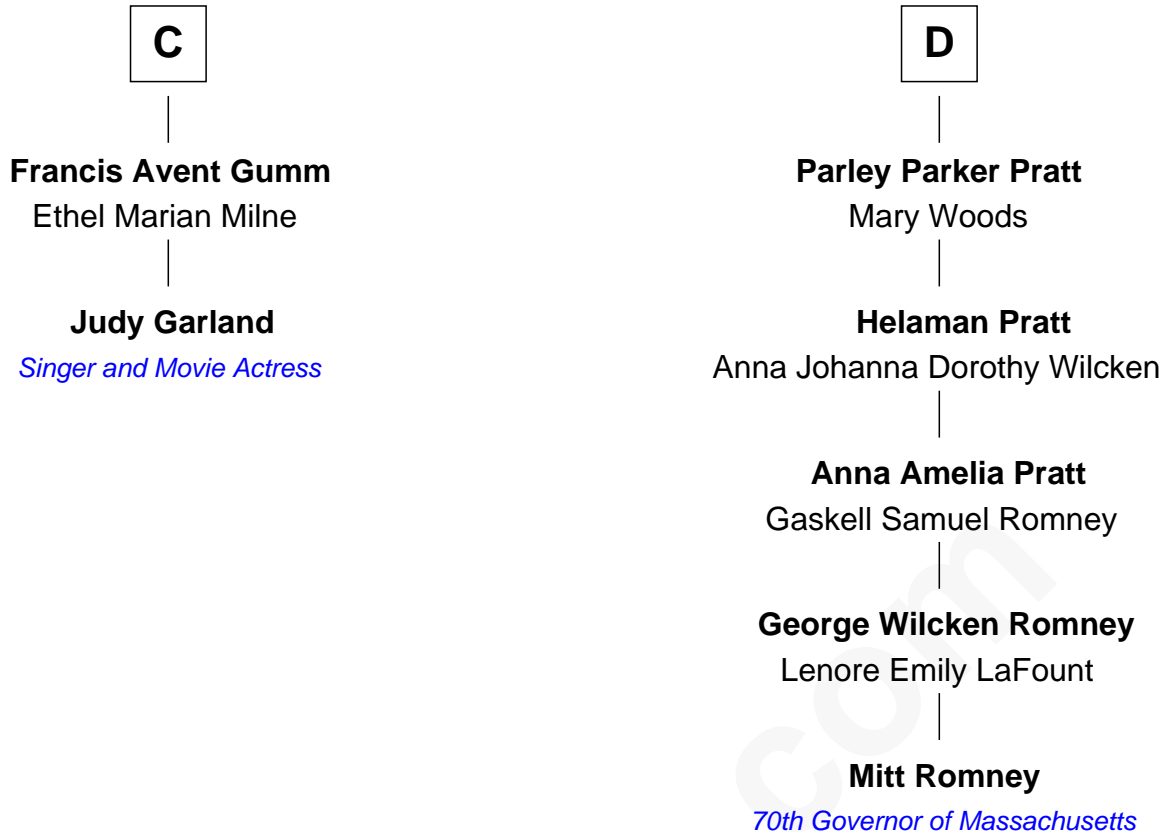 C
Francis Avent Gumm
Ethel Marian Milne
Judy Garland
Singer and Movie Actress
D
Parley Parker Pratt
Mary Woods
Helaman Pratt
Anna Johanna Dorothy Wilcken
Anna Amelia Pratt
Gaskell Samuel Romney
George Wilcken Romney
Lenore Emily LaFount
Mitt Romney
70th Governor of Massachusetts
com